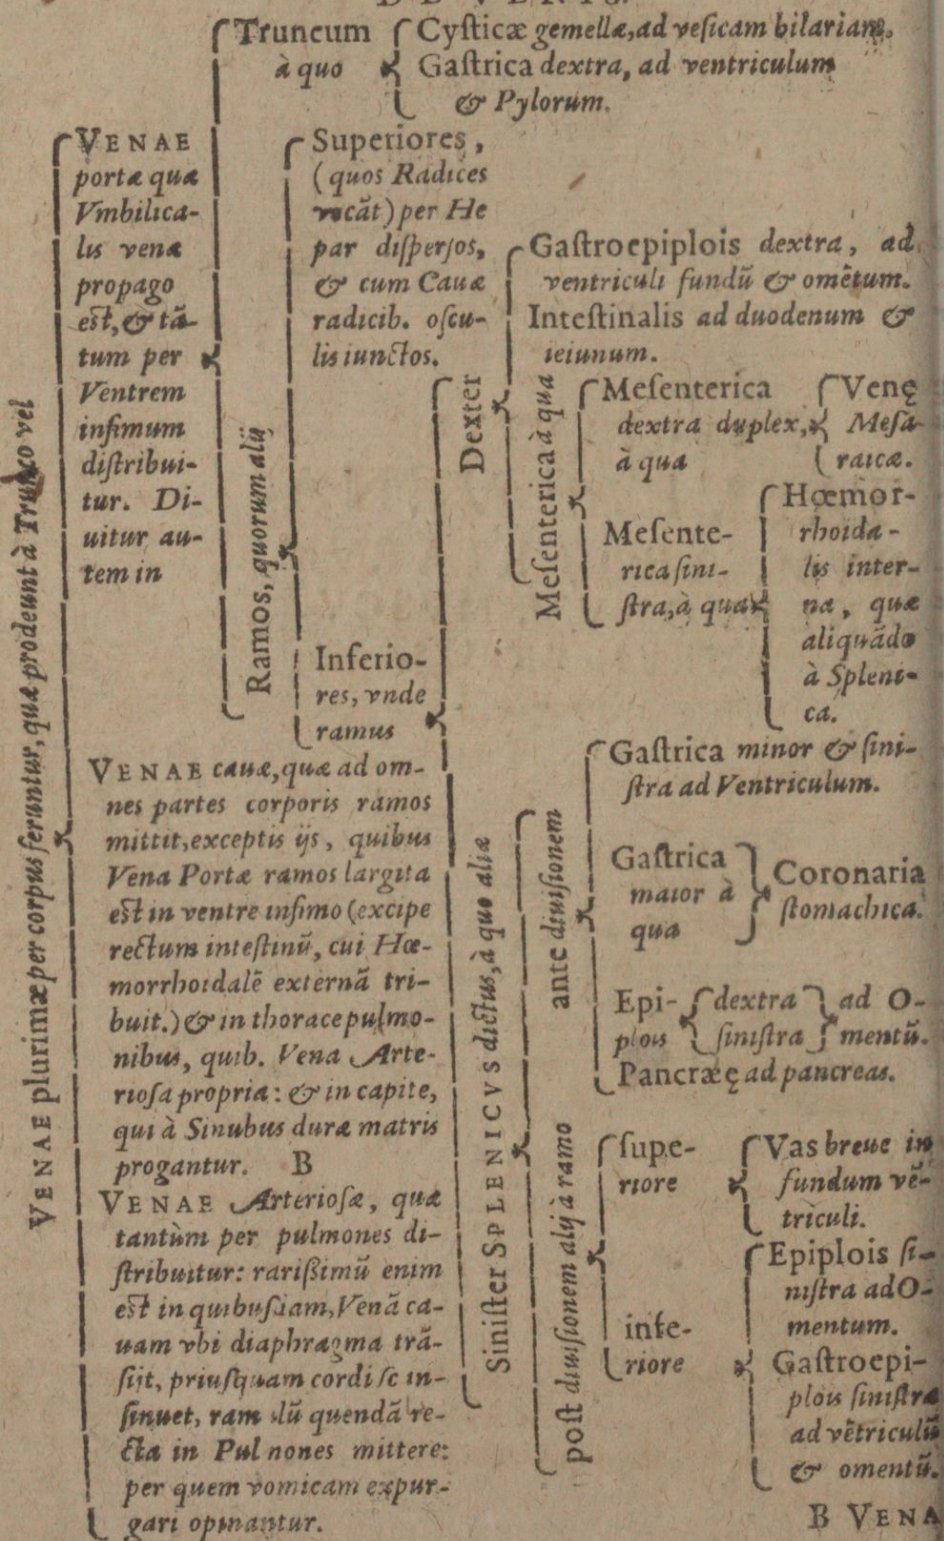 VENAE plurimæ per corpus feruntur, quæ prodeunt à Trunco vel
VENAE
portæ quæ
Vmbilica-
lis venæ
propago
est, & tã-
tum per
Ventrem
infimum
distribui-
tur. Di-
uitur au-
tem in
Truncum
à quo
Cysticæ gemellæ, ad vesicam bilariam.
Gastrica dextra, ad ventriculum
& Pylorum.
Ramos, quorum alij
Superiores,
(quos Radices
vocãt) per He
par dispersos,
& cum Cauæ
radicib. oscu-
lis iunctos.
Inferio-
res, vnde
ramus
Dexter
Gastroepiplois dextra, ad
ventriculi fundũ & omẽtum.
Intestinalis ad duodenum &
ieiunum.
Mesenterica à qua
Mesenterica
dextra duplex,
à qua
Venę
Mesa-
raicæ.
Mesente-
rica sini-
stra, à qua
Hœmor-
rhoida-
lis inter-
na, quæ
aliquãdo
à Spleni-
ca.
Sinister SPLENICVS dictus, à quo aliæ
ante diuisionem
Gastrica minor & sini-
stra ad Ventriculum.
Gastrica
maior à
qua
Coronaria
stomachica.
Epi-
plois
dextra
sinistra
ad O-
mentũ.
ad pancreas.
post diuisionem alij à ramo
supe-
riore
Vas breue in
fundum vẽ-
triculi.
infe-
riore
Epiplois si-
nistra ad O-
mentum.
Gastroepi-
plois sinistra
ad vẽtriculũ
& omentũ.
VENAE cauæ, quæ ad om-
nes partes corporis ramos
mittit, exceptis ijs, quibus
Vena Portæ ramos largita
est in ventre infimo (excipe
rectum intestinũ, cui Hœ-
morrhoidalẽ externã tri-
buit.) & in thorace pulmo-
nibus, quib. Vena Arte-
riosa propria: & in capite,
qui à Sinubus duræ matris
progantur. B
VENAE Arteriosæ, quæ
tantùm per pulmones di-
stribuitur: rarißimũ enim
est in quibusdam, Venã ca-
uam vbi diaphragma trã-
sijt, priusquam cordi se in-
sinuet, ramulũ quendã re-
cta in Pulmones mittere:
per quem vomicam expur-
gari opinantur.
B VENA